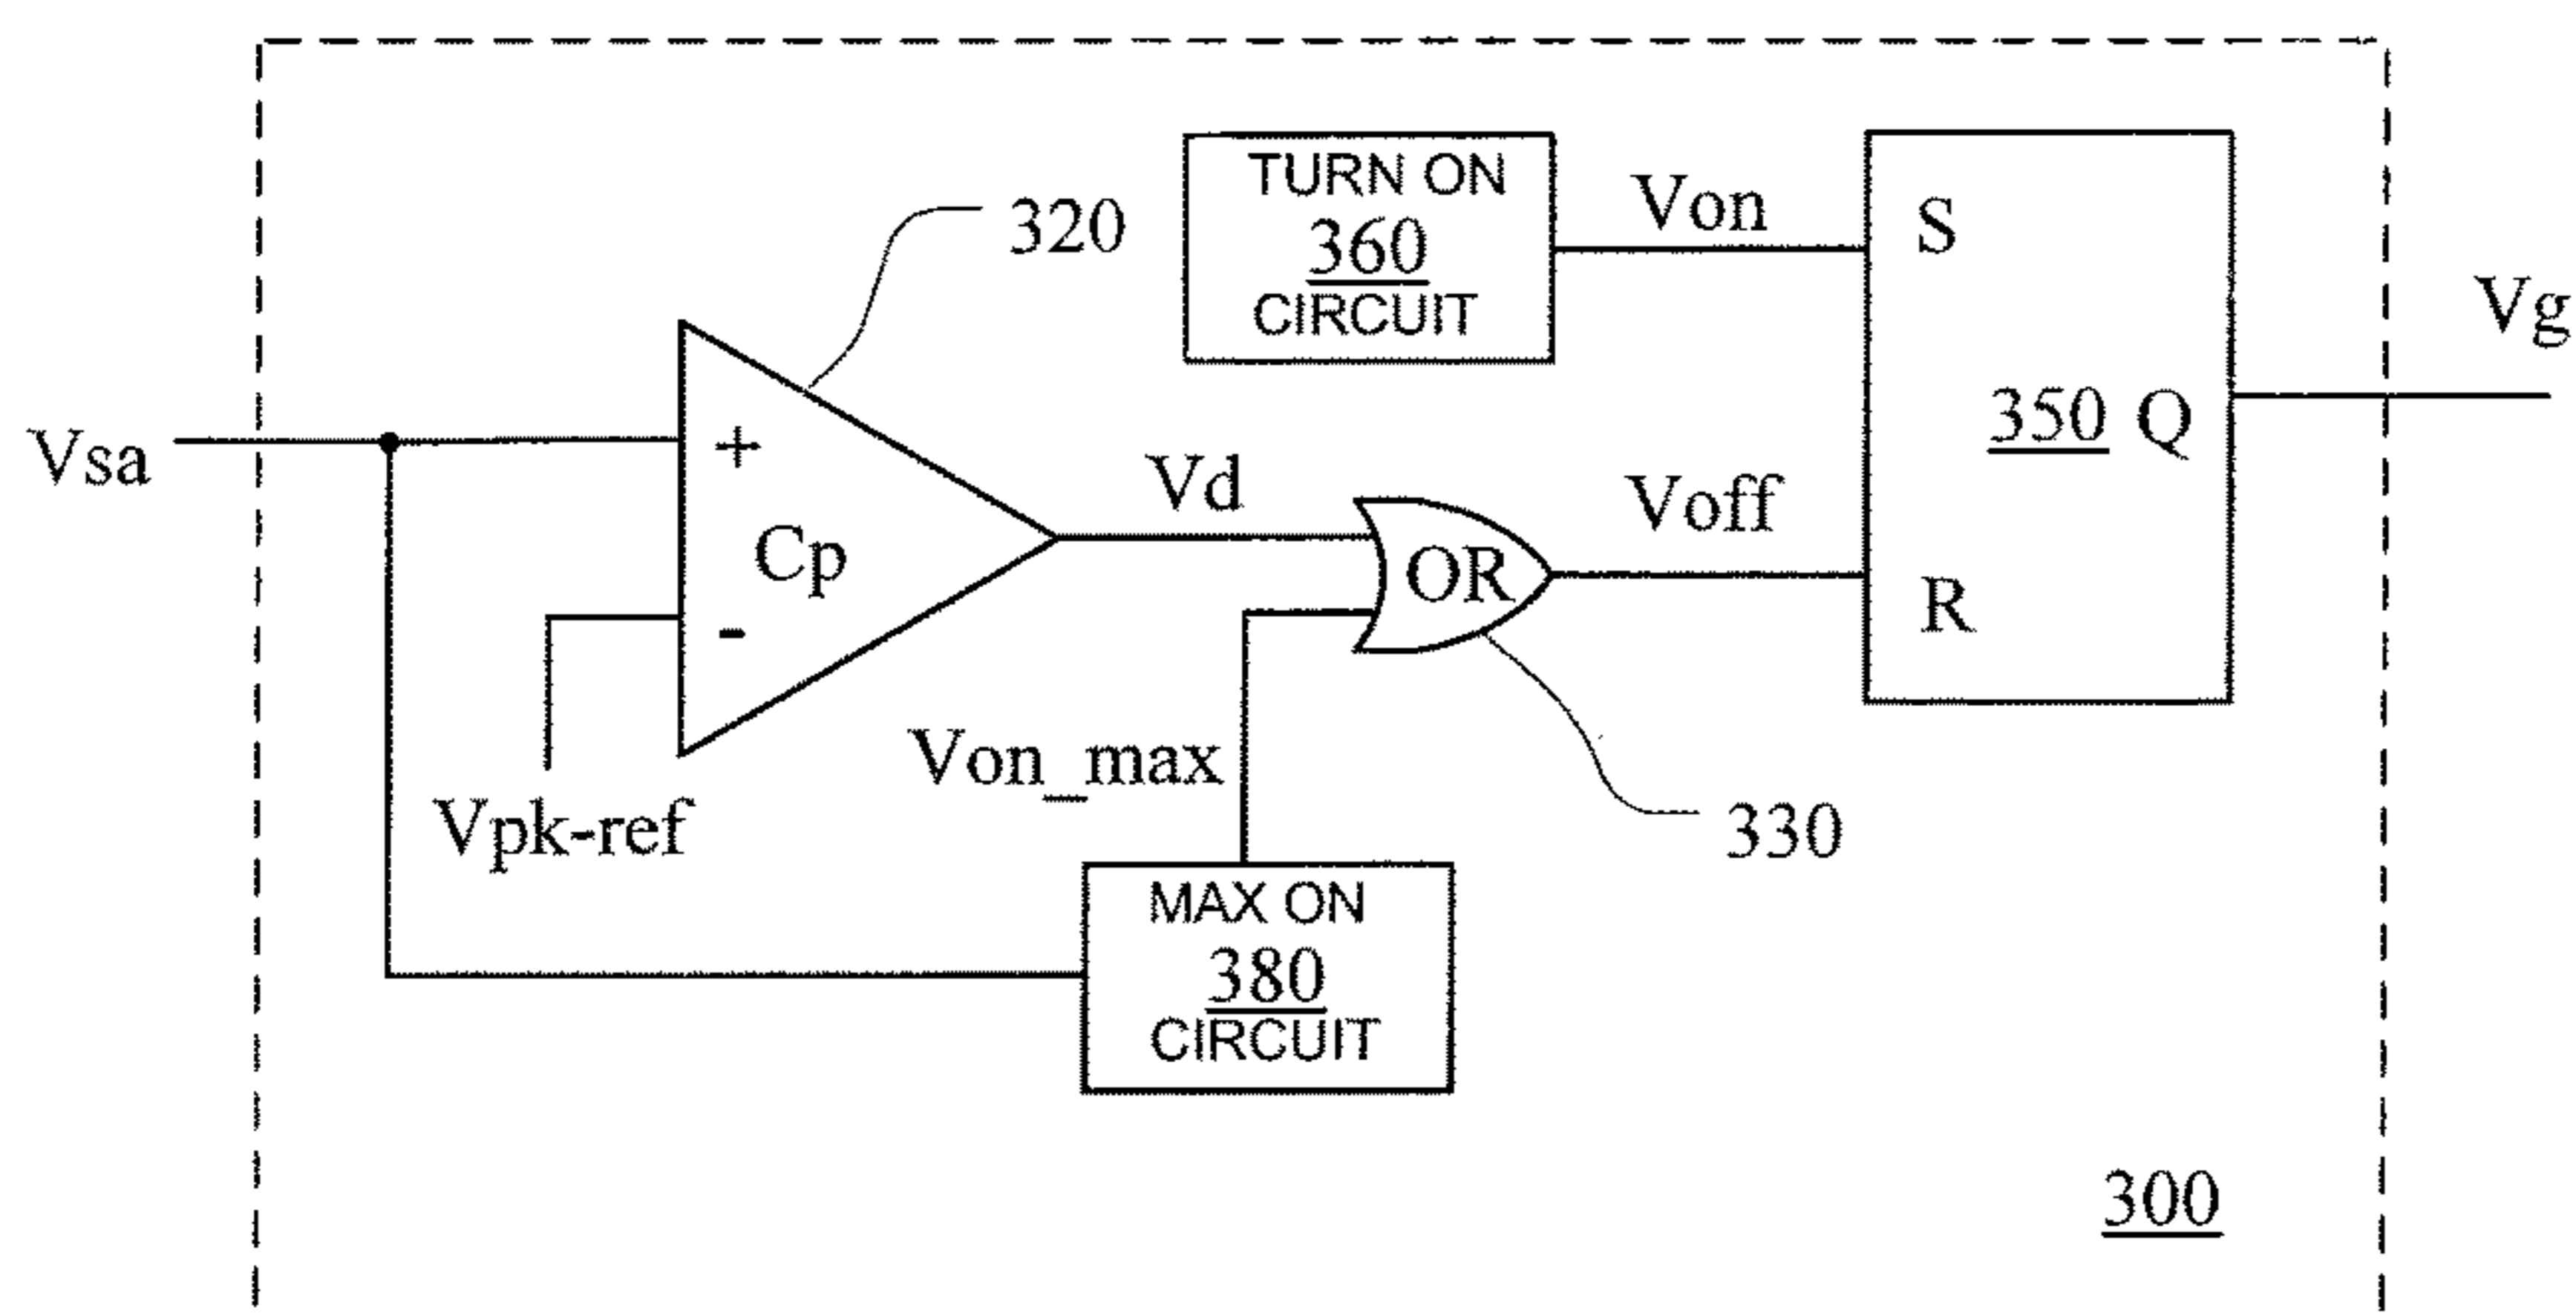 TURN ON
360
CIRCUIT
Von
S
320
Vg
350 Q
Vsa
+
Cp
-
Vd
OR
Voff
R
Von_max
Vpk-ref
330
MAX ON
380
CIRCUIT
300